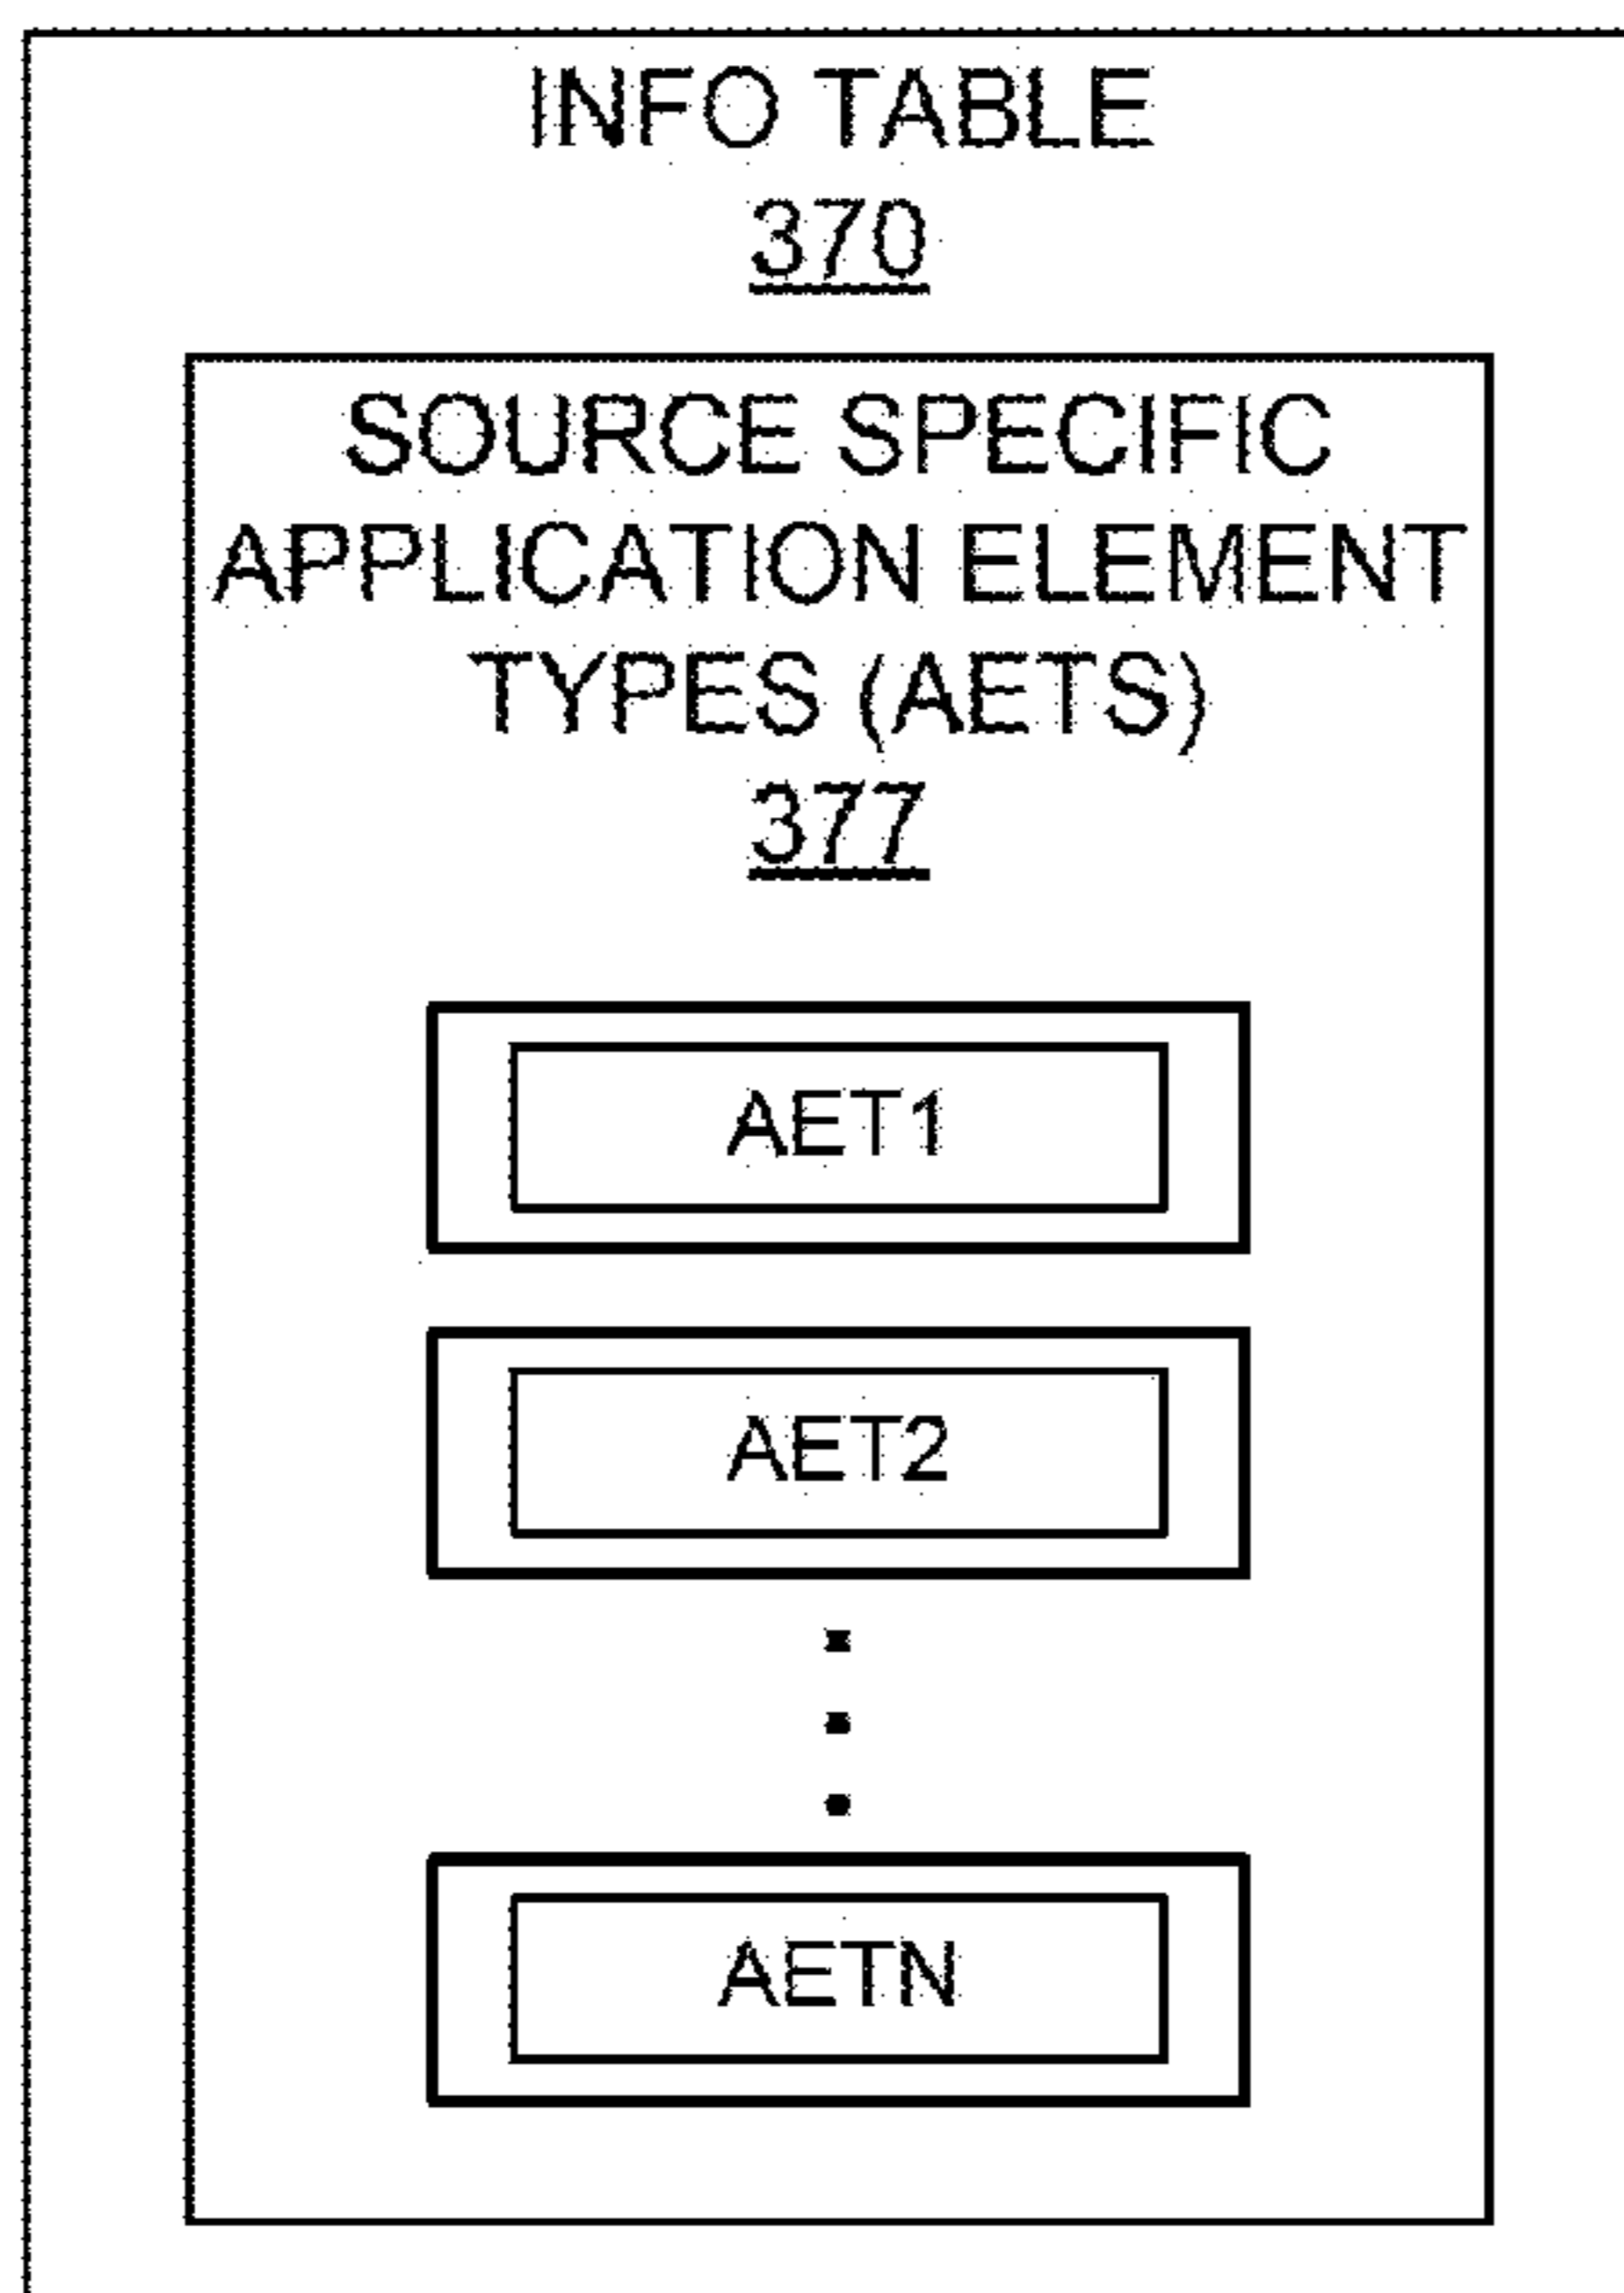 INFO TABLE
370
SOURCE SPECIFIC
APPLICATION ELEMENT
TYPES (AETS)
377
AET1
AET2
AETN